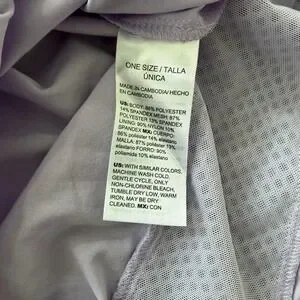 ONE SIZE / TALLA
ÚNICA
MADE IN CAMBODIA/HECHO
EN CAMBODIA
US: BODY: 86% POLYESTER
14% SPANDEX MESH: 87%
POLYESTER 13% SPANDEX
LINING: 90% NYLON 10%
SPANDEX MX: CUERPO:
86% poliéster 14% elastano
MALLA: 87% poliéster 13%
elastano FORRO: 90%
poliamida 10% elastano
US: WITH SIMILAR COLORS,
MACHINE WASH COLD,
GENTLE CYCLE, ONLY
NON-CHLORINE BLEACH,
TUMBLE DRY LOW, WARM
IRON, MAY BE DRY
CLEANED. MX: CON